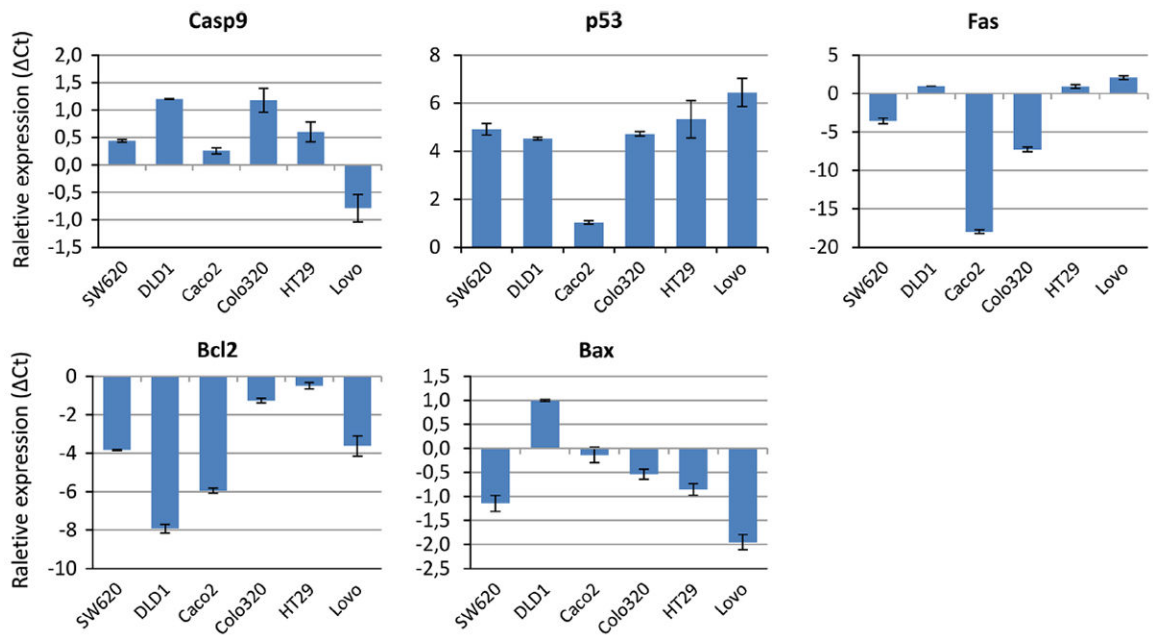 Casp9
Raletive expression (ΔCt)
2,0
1,5
1,0
0,5
0,0
-0,5
-1,0
-1,5
SW620
DLD1
Caco2
Colo320
HT29
Lovo
p53
8
6
4
2
0
SW620
DLD1
Caco2
Colo320
HT29
Lovo
Fas
5
0
-5
-10
-15
-20
SW620
DLD1
Caco2
Colo320
HT29
Lovo
Bcl2
Raletive expression (ΔCt)
0
-2
-4
-6
-8
-10
SW620
DLD1
Caco2
Colo320
HT29
Lovo
Bax
1,5
1,0
0,5
0,0
-0,5
-1,0
-1,5
-2,0
-2,5
SW620
DLD1
Caco2
Colo320
HT29
Lovo